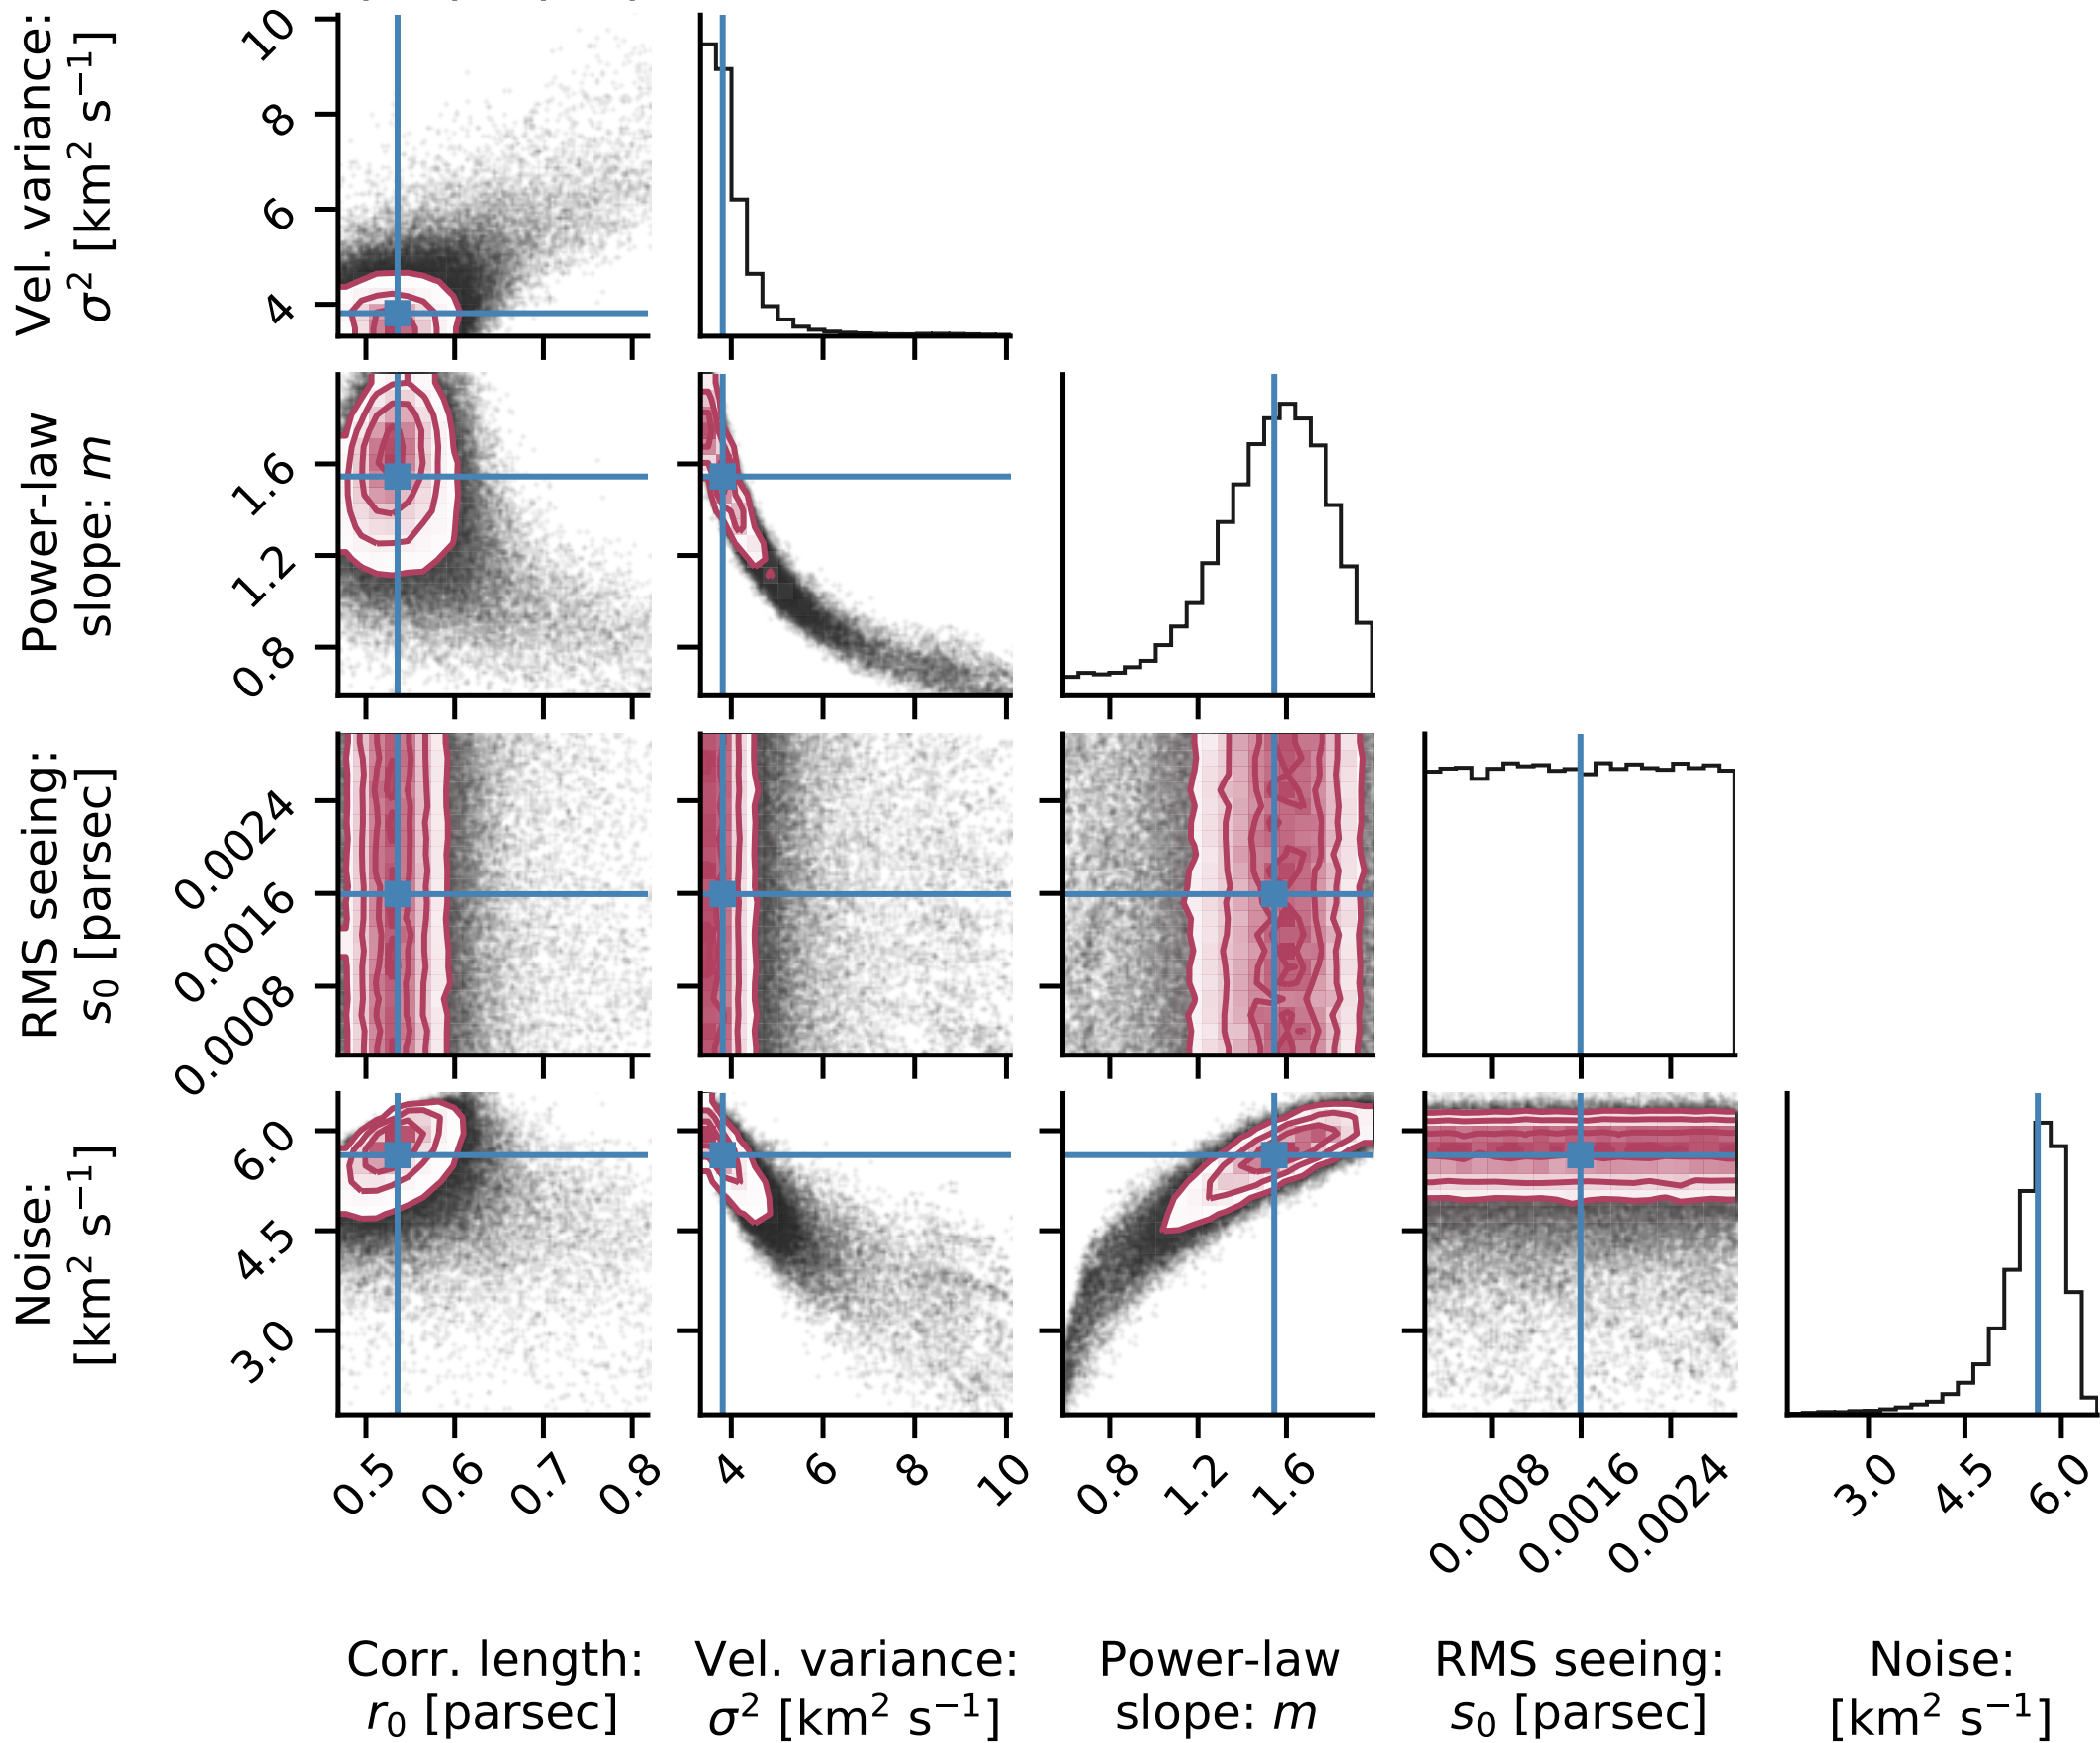 Vel. variance:
σ² [km² s⁻¹]
10
8
6
4
Power-law
slope: m
1.6
1.2
0.8
RMS seeing:
s₀ [parsec]
0.0024
0.0016
0.0008
Noise:
[km² s⁻¹]
6.0
4.5
3.0
0.5 0.6 0.7 0.8 4 6 8 10 0.8 1.2 1.6 0.0008 0.0016 0.0024 3.0 4.5 6.0
Corr. length: Vel. variance: Power-law RMS seeing: Noise:
r₀ [parsec] σ² [km² s⁻¹] slope: m s₀ [parsec] [km² s⁻¹]